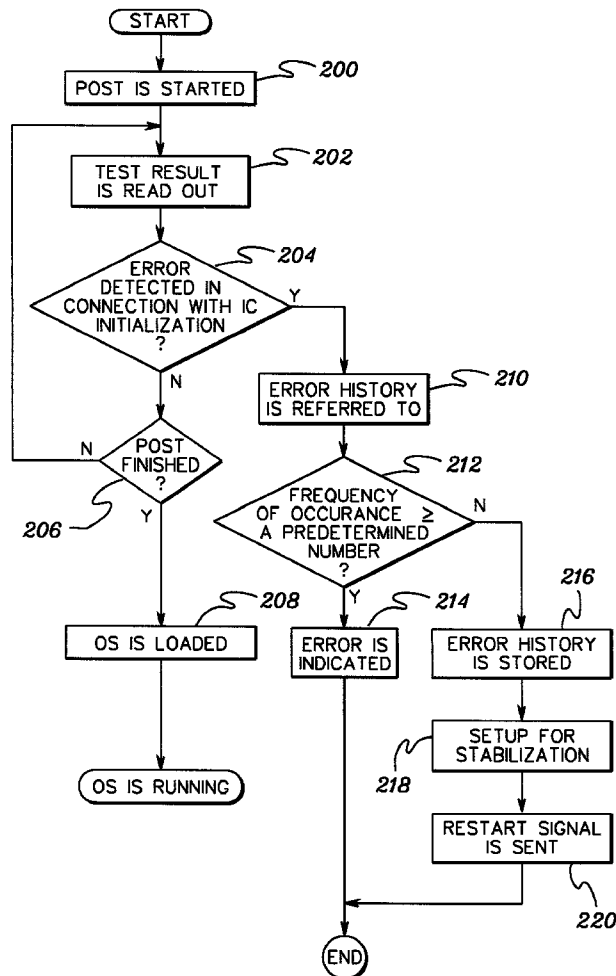 START
POST IS STARTED
200
TEST RESULT
IS READ OUT
202
ERROR
DETECTED IN
CONNECTION WITH IC
INITIALIZATION
?
204
Y
N
ERROR HISTORY
IS REFERRED TO
210
POST
FINISHED
?
N
206
Y
FREQUENCY
OF OCCURANCE ≥
A PREDETERMINED
NUMBER
?
212
N
Y
OS IS LOADED
208
ERROR IS
INDICATED
214
ERROR HISTORY
IS STORED
216
SETUP FOR
STABILIZATION
218
OS IS RUNNING
RESTART SIGNAL
IS SENT
220
END